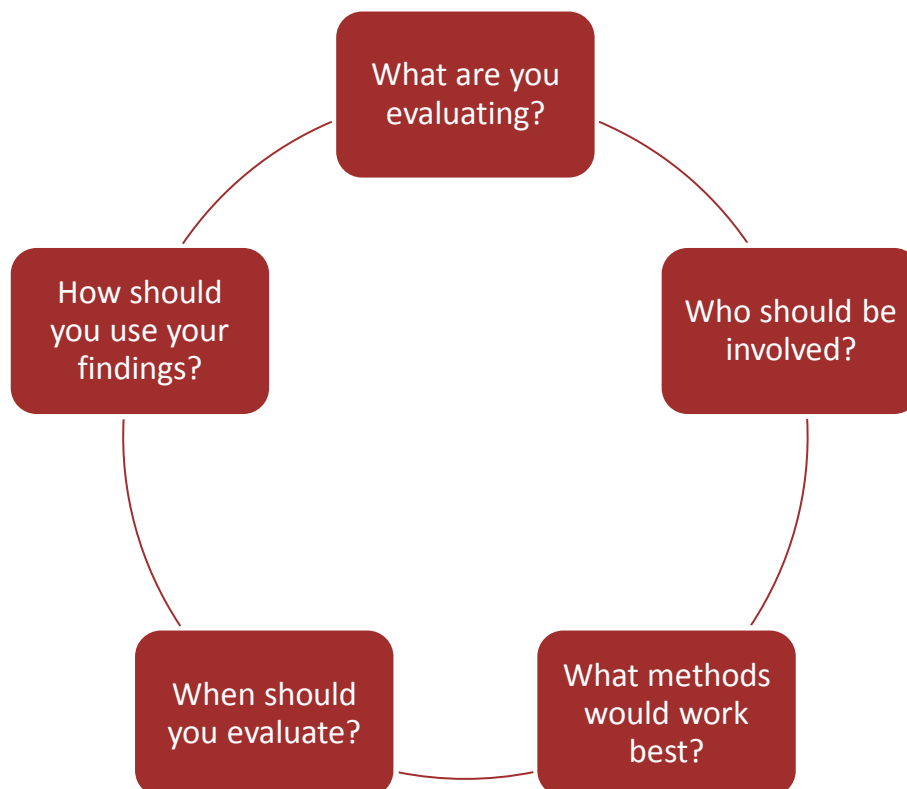 What are you
evaluating?
Who should be
involved?
What methods
would work
best?
When should
you evaluate?
How should
you use your
findings?